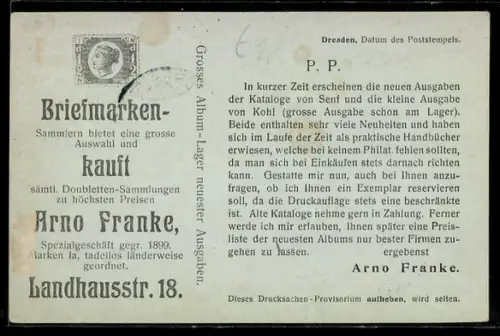 Briefmarken-
Sammlern bietet eine grosse
Auswahl und
kauft
sämtl. Doubletten-Sammlungen
zu höchsten Preisen
Arno Franke,
Spezialgeschäft gegr. 1899.
Marken la, tadellos länderweise
geordnet.
Landhausstr. 18.
Grosses Album-Lager neuester Ausgaben.
Dresden, Datum des Poststempels.
P. P.
In kurzer Zeit erscheinen die neuen Ausgaben
der Kataloge von Senf und die kleine Ausgabe
von Kohl (grosse Ausgabe schon am Lager).
Beide enthalten sehr viele Neuheiten und haben
sich im Laufe der Zeit als praktische Handbücher
erwiesen, welche bei keinem Philat. fehlen sollten,
da man sich bei Einkäufen stets darnach richten
kann. Gestatte mir nun, auch bei Ihnen anzu-
fragen, ob ich Ihnen ein Exemplar reservieren
soll, da die Druckauflage stets eine beschränkte
ist. Alte Kataloge nehme gern in Zahlung. Ferner
werde ich mir erlauben, Ihnen später eine Preis-
liste der neuesten Albums nur bester Firmen zu-
gehen zu lassen. ergebenst
Arno Franke.
Dieses Drucksachen-Provisorium aufheben, wird selten.